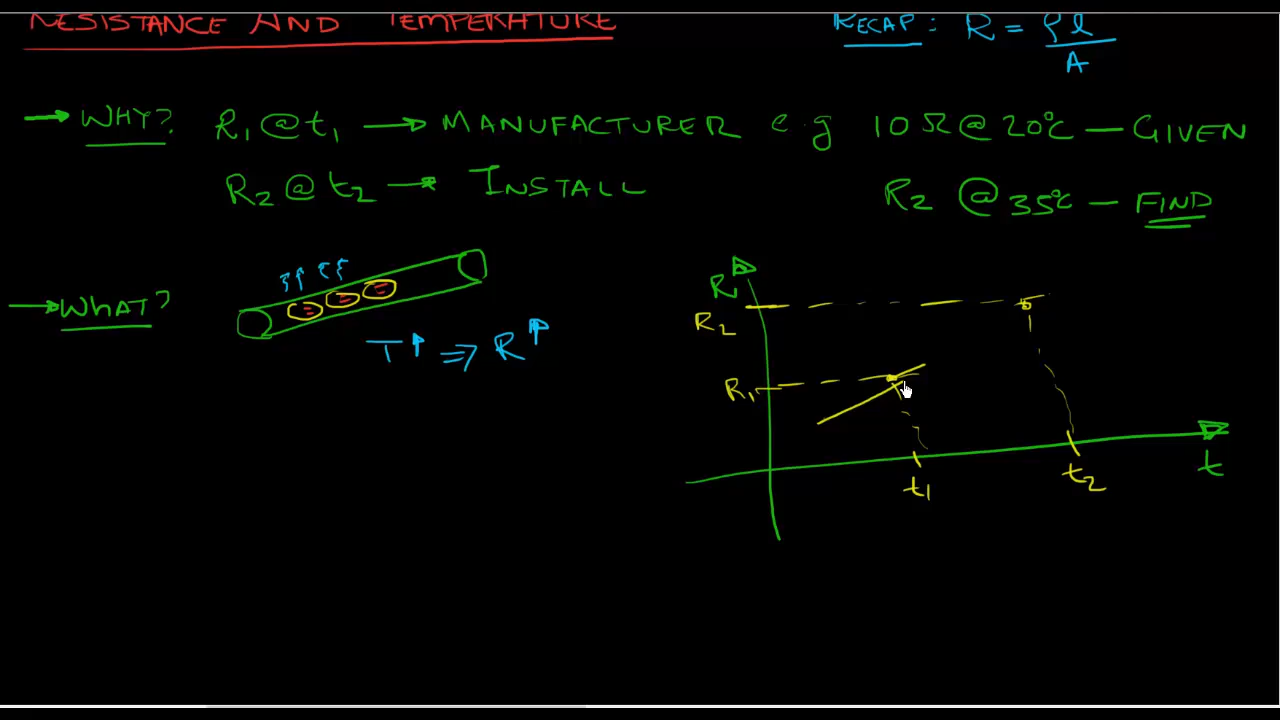 RESISTANCE AND TEMPERATURE
RECAP: R = ρl/A
→ WHY? R₁@t₁ → MANUFACTURER e.g 10Ω@20°C — GIVEN
R₂@t₂ → INSTALL R₂ @35°C — FIND
→ WHAT?
T↑ ⇒ R↑
R
R₂
R₁
t₁
t₂
t